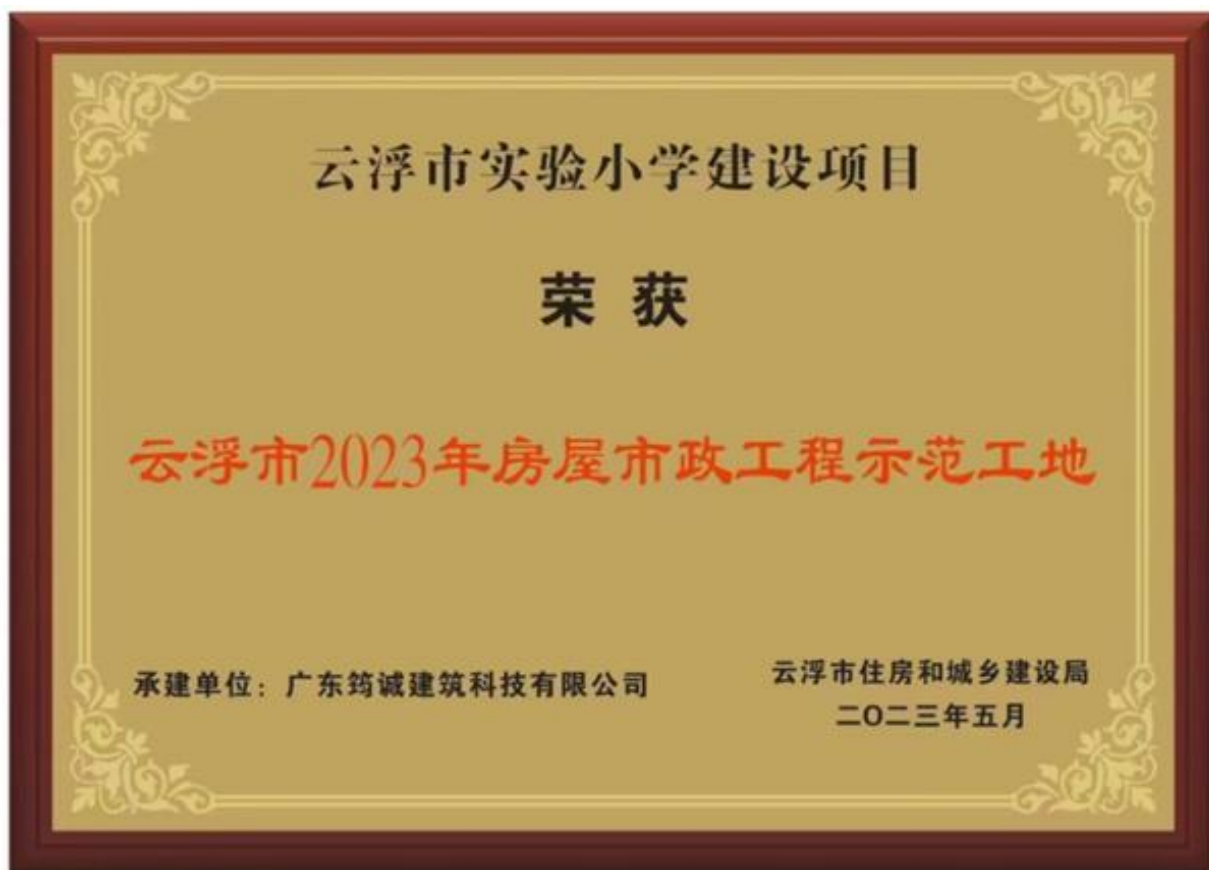 云浮市实验小学建设项目
荣获
云浮市2023年房屋市政工程示范工地
承建单位：广东筠诚建筑科技有限公司
云浮市住房和城乡建设局
二〇二三年五月